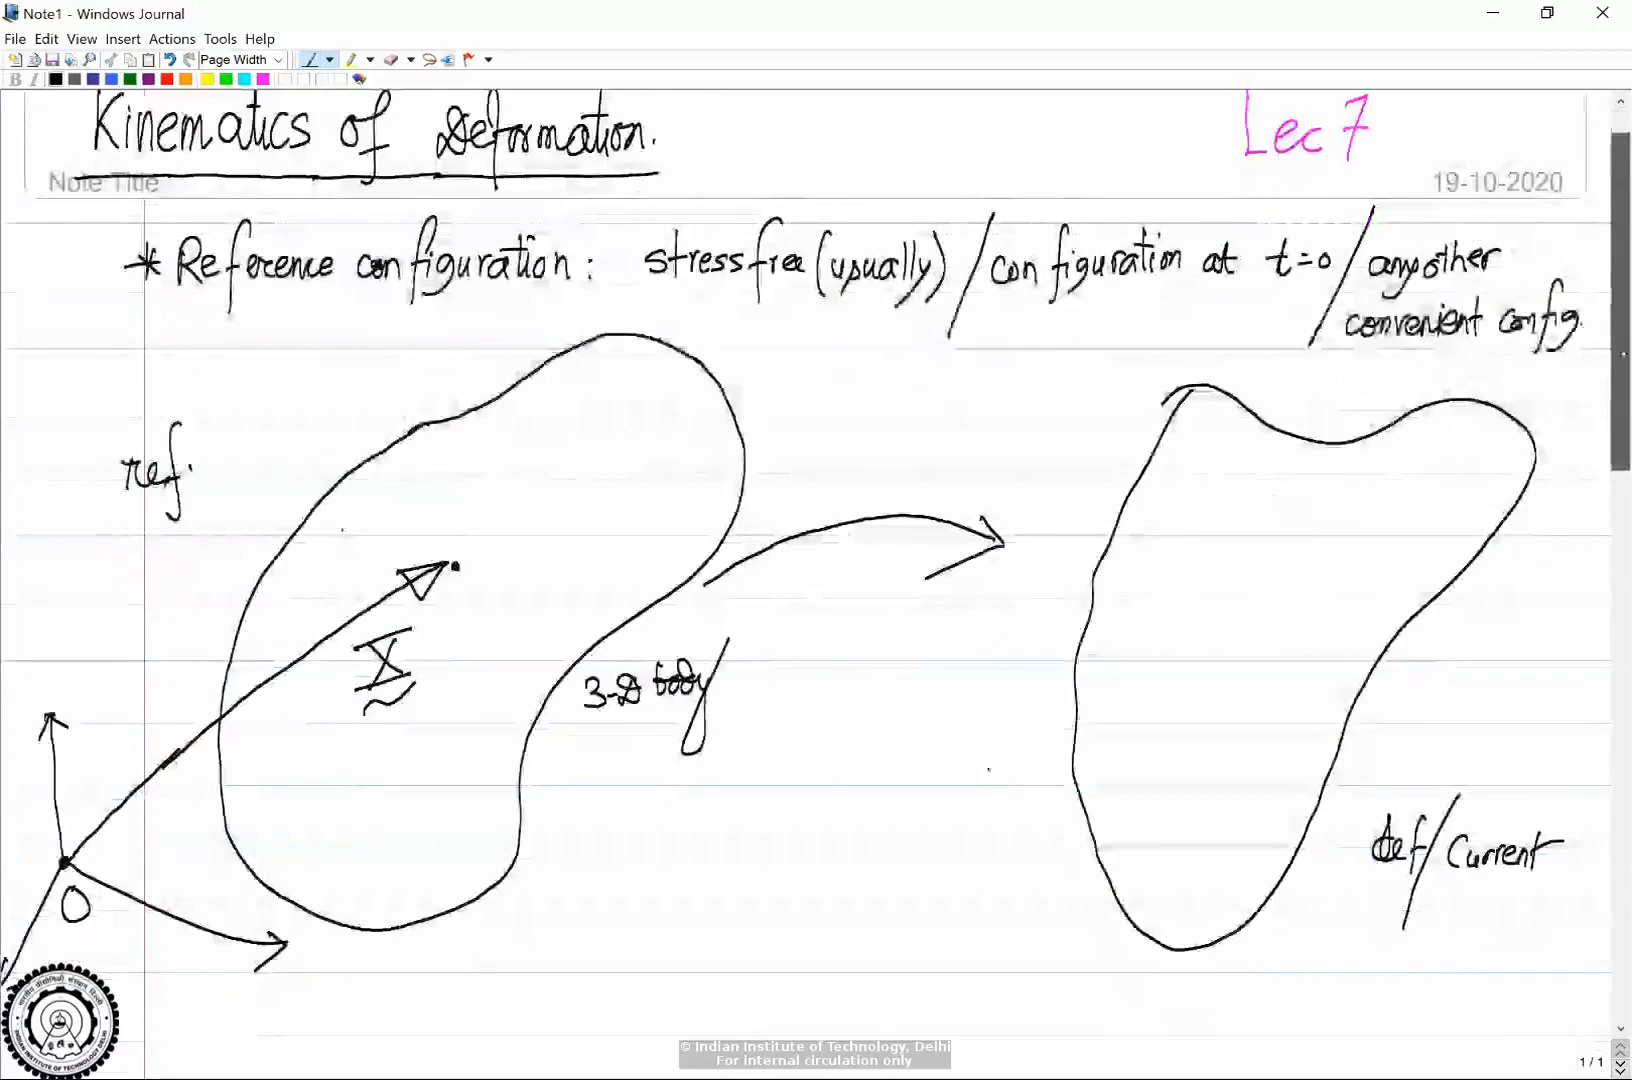 Note1 - Windows Journal
File Edit View Insert Actions Tools Help
Page Width
B I
Kinematics of Deformation.
Lec 7
Note Title
19-10-2020
* Reference configuration: stress free (usually) / configuration at t=0 / any other
convenient config.
ref.
X
3-D body
O
def/current
© Indian Institute of Technology, Delhi
For internal circulation only
1 / 1